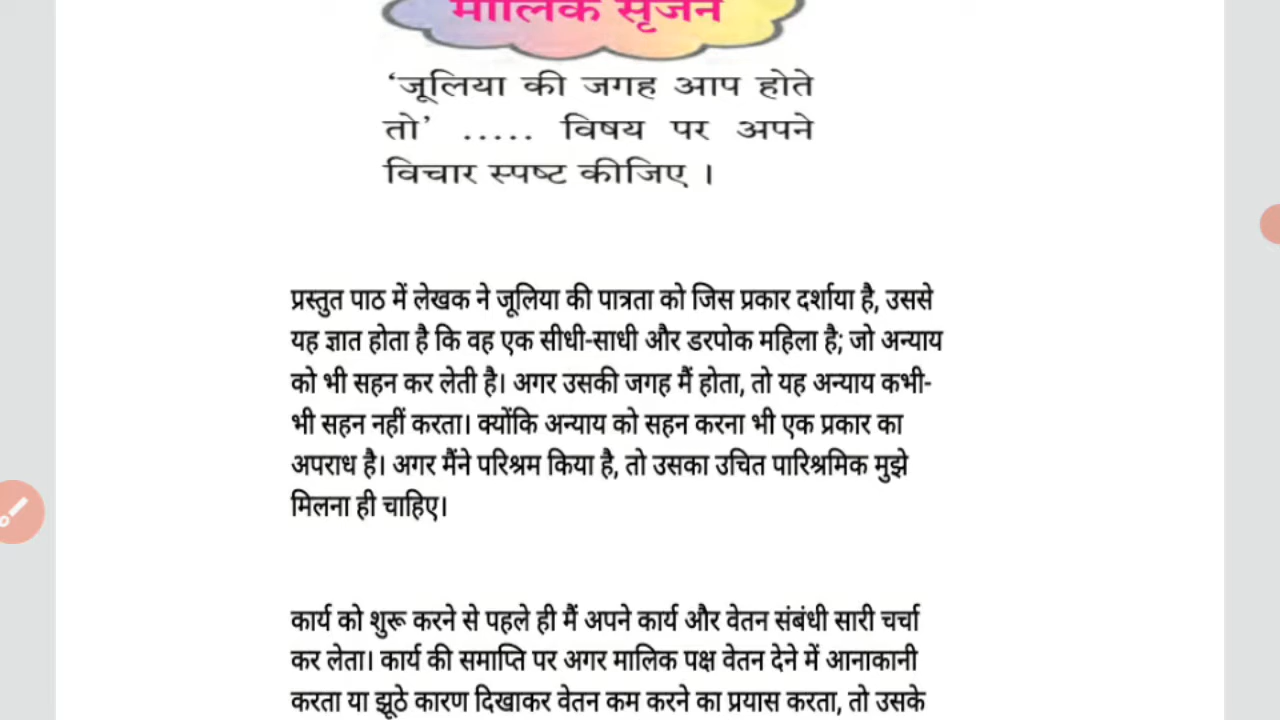 मौलिक सृजन
‘जूलिया की जगह आप होते
तो’ ..... विषय पर अपने
विचार स्पष्ट कीजिए ।
प्रस्तुत पाठ में लेखक ने जूलिया की पात्रता को जिस प्रकार दर्शाया है, उससे
यह ज्ञात होता है कि वह एक सीधी-साधी और डरपोक महिला है; जो अन्याय
को भी सहन कर लेती है। अगर उसकी जगह मैं होता, तो यह अन्याय कभी-
भी सहन नहीं करता। क्योंकि अन्याय को सहन करना भी एक प्रकार का
अपराध है। अगर मैंने परिश्रम किया है, तो उसका उचित पारिश्रमिक मुझे
मिलना ही चाहिए।
कार्य को शुरू करने से पहले ही मैं अपने कार्य और वेतन संबंधी सारी चर्चा
कर लेता। कार्य की समाप्ति पर अगर मालिक पक्ष वेतन देने में आनाकानी
करता या झूठे कारण दिखाकर वेतन कम करने का प्रयास करता, तो उसके